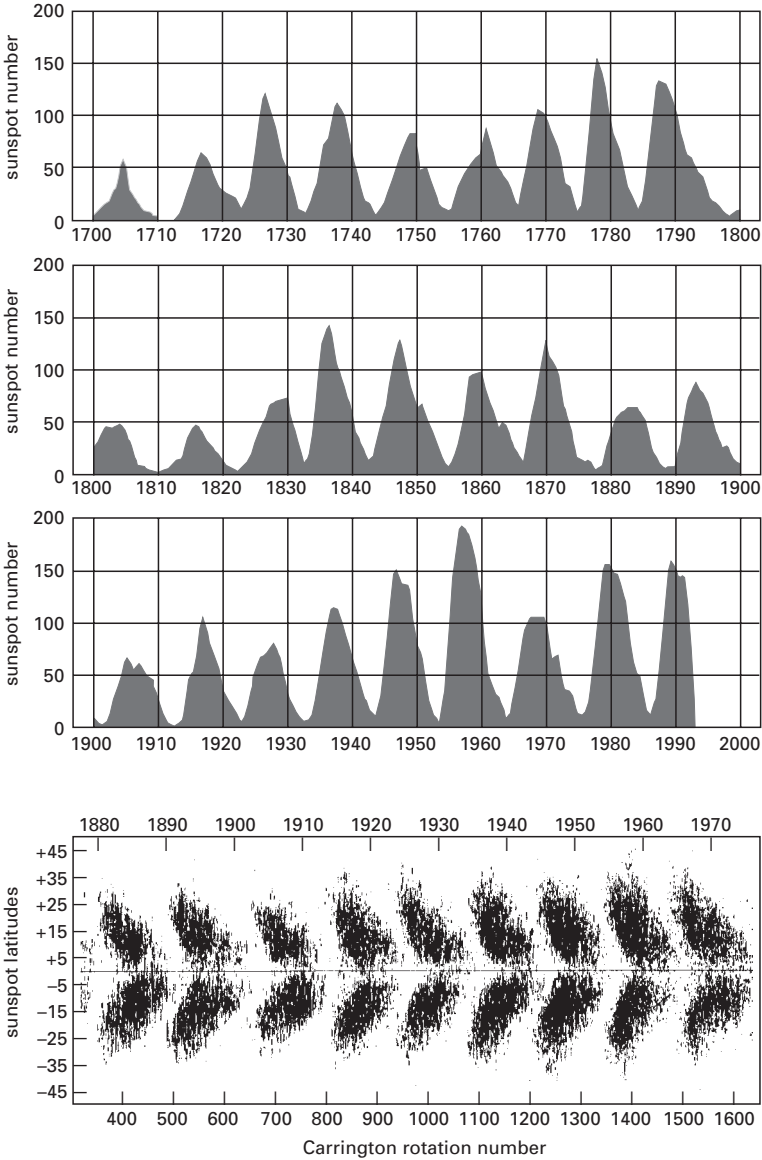 200
150
100
50
0
sunspot number
1700 1710 1720 1730 1740 1750 1760 1770 1780 1790 1800
200
150
100
50
0
sunspot number
1800 1810 1820 1830 1840 1850 1860 1870 1880 1890 1900
200
150
100
50
0
sunspot number
1900 1910 1920 1930 1940 1950 1960 1970 1980 1990 2000
1880 1890 1900 1910 1920 1930 1940 1950 1960 1970
+45
+35
+25
+15
+5
−5
−15
−25
−35
−45
sunspot latitudes
400 500 600 700 800 900 1000 1100 1200 1300 1400 1500 1600
Carrington rotation number